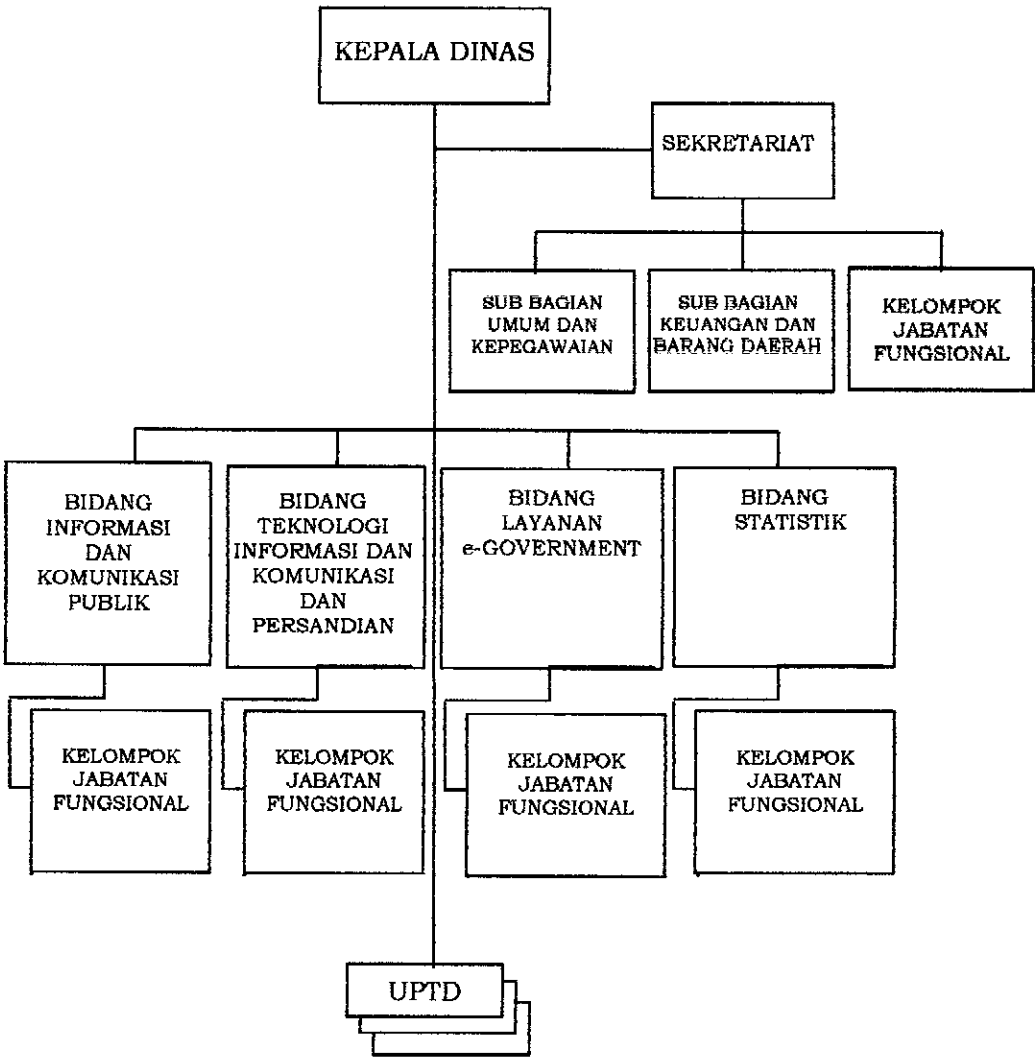 KEPALA DINAS
SEKRETARIAT
SUB BAGIAN
UMUM DAN
KEPEGAWAIAN
SUB BAGIAN
KEUANGAN DAN
BARANG DAERAH
KELOMPOK
JABATAN
FUNGSIONAL
BIDANG
INFORMASI
DAN
KOMUNIKASI
PUBLIK
BIDANG
TEKNOLOGI
INFORMASI DAN
KOMUNIKASI
DAN
PERSANDIAN
BIDANG
LAYANAN
e-GOVERNMENT
BIDANG
STATISTIK
KELOMPOK
JABATAN
FUNGSIONAL
KELOMPOK
JABATAN
FUNGSIONAL
KELOMPOK
JABATAN
FUNGSIONAL
KELOMPOK
JABATAN
FUNGSIONAL
UPTD